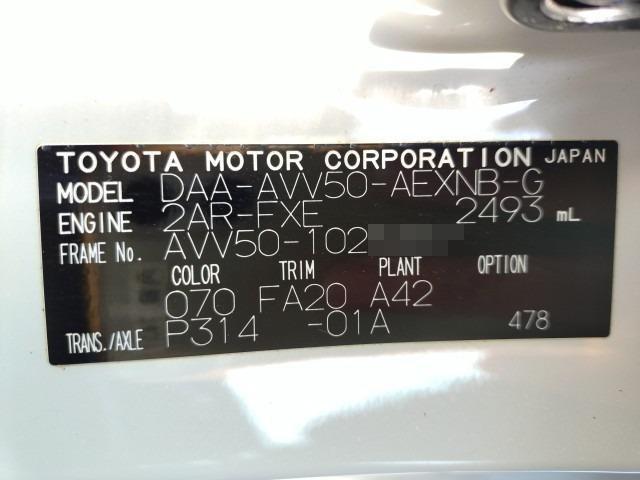 TOYOTA MOTOR CORPORATION JAPAN
MODEL DAA-AVV50-AEXNB-G
ENGINE 2AR-FXE 2493 mL
FRAME No. AVV50-102
COLOR TRIM PLANT OPTION
070 FA20 A42
TRANS./AXLE P314 -01A 478